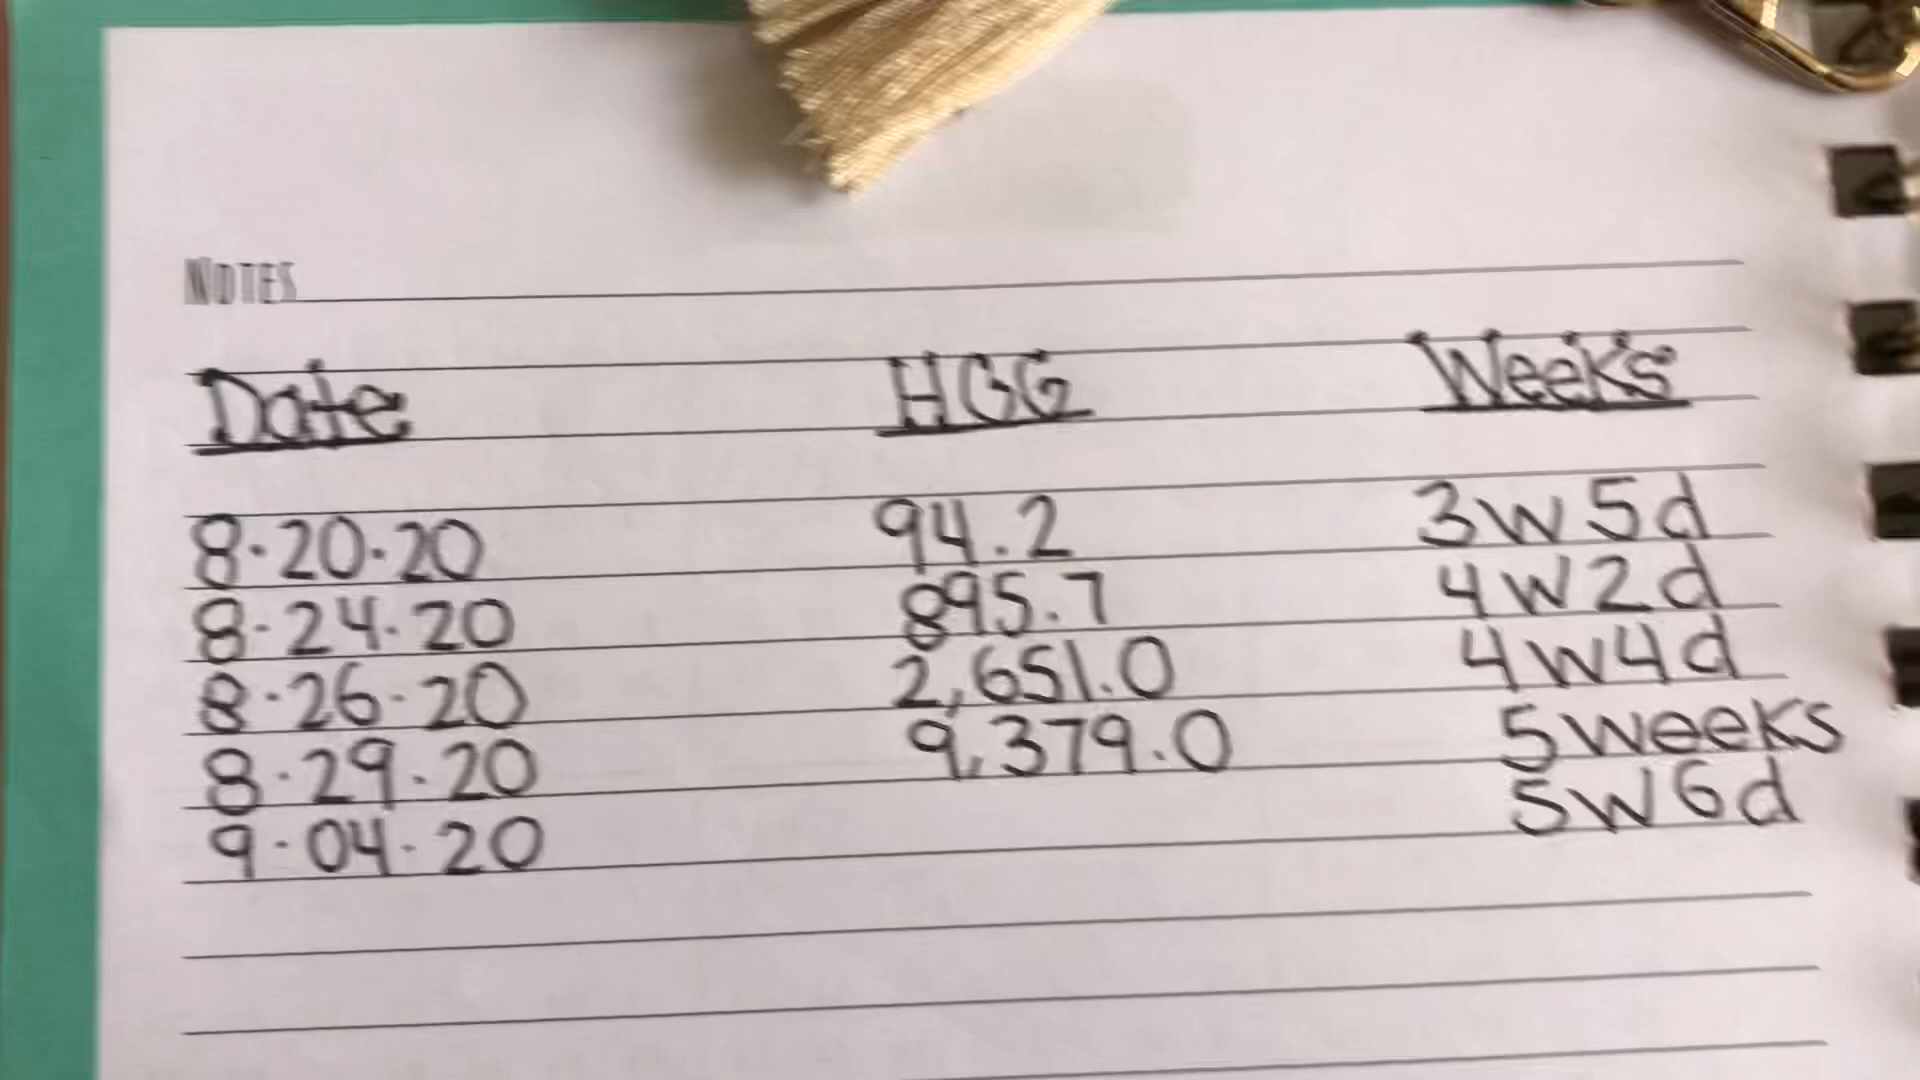 NOTES
Date HCG Weeks
8·20·20 94.2 3w5d
8·24·20 895.7 4w2d
8·26·20 2,651.0 4w4d
8·29·20 9,379.0 5weeks
9·04·20 5w6d